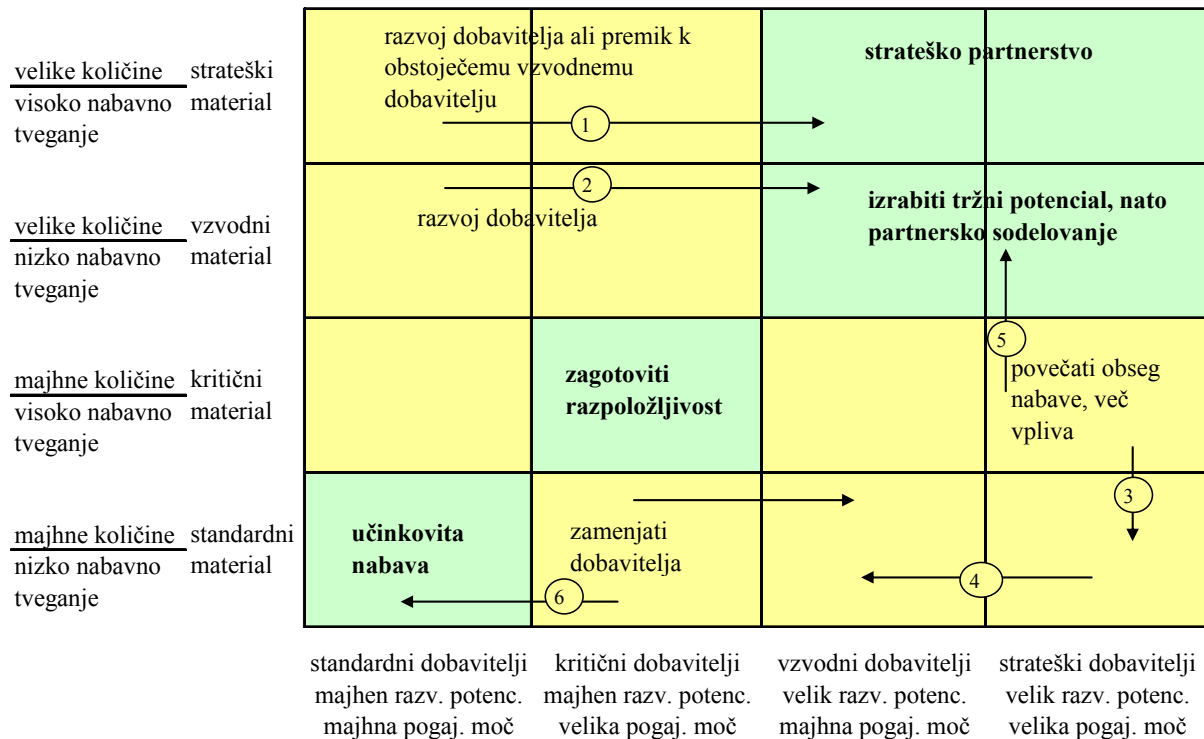 razvoj dobavitelja ali premik k
obstoječemu vzvodnemu
dobavitelju
strateško partnerstvo
velike količine strateški
visoko nabavno material
tveganje
1
2
razvoj dobavitelja
izrabiti tržni potencial, nato
partnersko sodelovanje
velike količine vzvodni
nizko nabavno material
tveganje
5
povečati obseg
nabave, več
vpliva
zagotoviti
razpoložljivost
majhne količine kritični
visoko nabavno material
tveganje
3
učinkovita
nabava
zamenjati
dobavitelja
majhne količine standardni
nizko nabavno material
tveganje
4
6
standardni dobavitelji
majhen razv. potenc.
majhna pogaj. moč
kritični dobavitelji
majhen razv. potenc.
velika pogaj. moč
vzvodni dobavitelji
velik razv. potenc.
majhna pogaj. moč
strateški dobavitelji
velik razv. potenc.
velika pogaj. moč